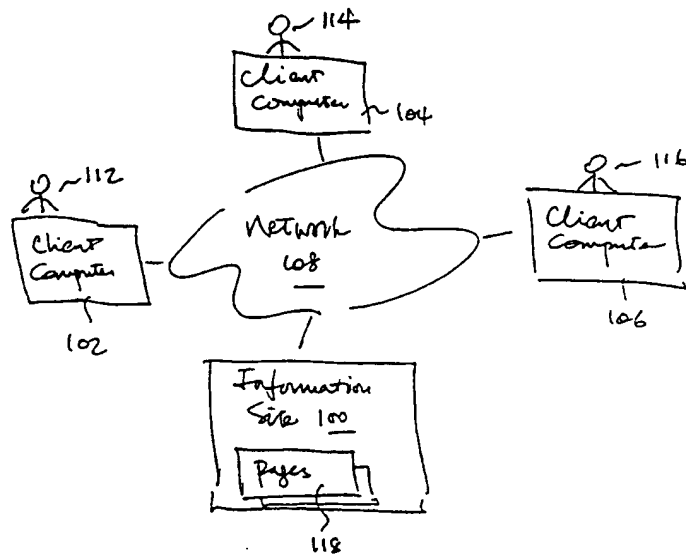 114
Client
Computer
104
112
Client
Computer
102
Network
108
116
Client
Computer
106
Information
Site 100
Pages
118